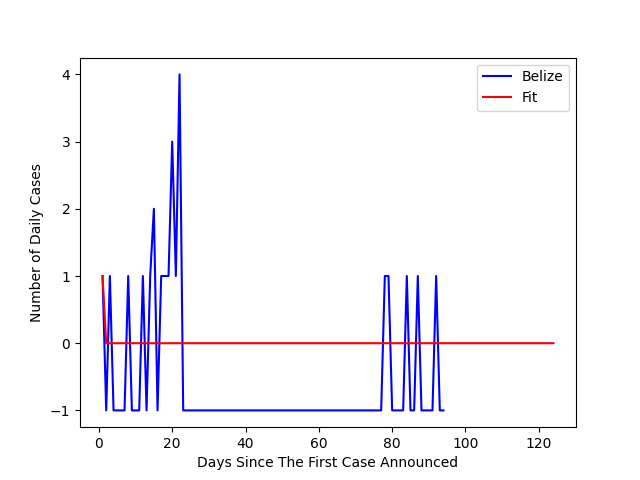 Belize
Fit
Number of Daily Cases
4
3
2
1
0
−1
0 20 40 60 80 100 120
Days Since The First Case Announced